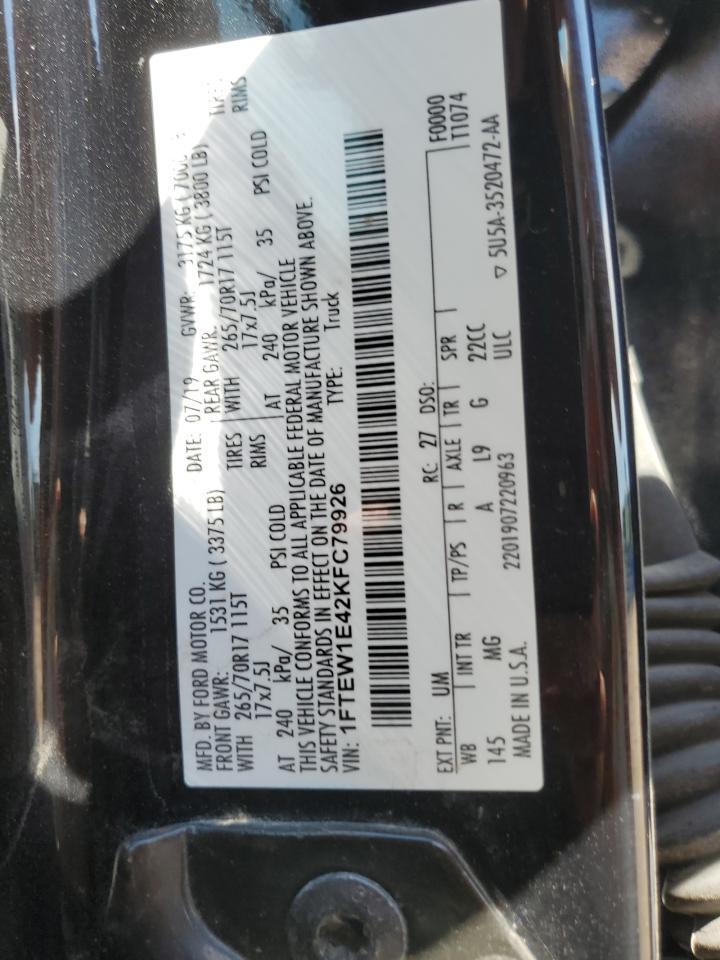 MFD. BY FORD MOTOR CO.
DATE: 07/19 GVWR: 3175 KG
FRONT GAWR: 1531 KG ( 3375 LB) REAR GAWR: 1724 KG ( 3800 LB)
WITH 265/70R17 115T TIRES WITH 265/70R17 115T
17x7.5J RIMS 17x7.5J RIMS
AT 240 kPa/ 35 PSI COLD AT 240 kPa/ 35 PSI COLD
THIS VEHICLE CONFORMS TO ALL APPLICABLE FEDERAL MOTOR VEHICLE
SAFETY STANDARDS IN EFFECT ON THE DATE OF MANUFACTURE SHOWN ABOVE.
VIN: 1FTEW1E42KFC79926 TYPE: Truck
F0000
T1074
EXT PNT: UM RC: 27 DSO:
WB INT TR TP/PS R AXLE TR SPR
145 MG A L9 G 22CC
MADE IN U.S.A. 2201907220963 ULC
▽ 5U5A-3520472-AA